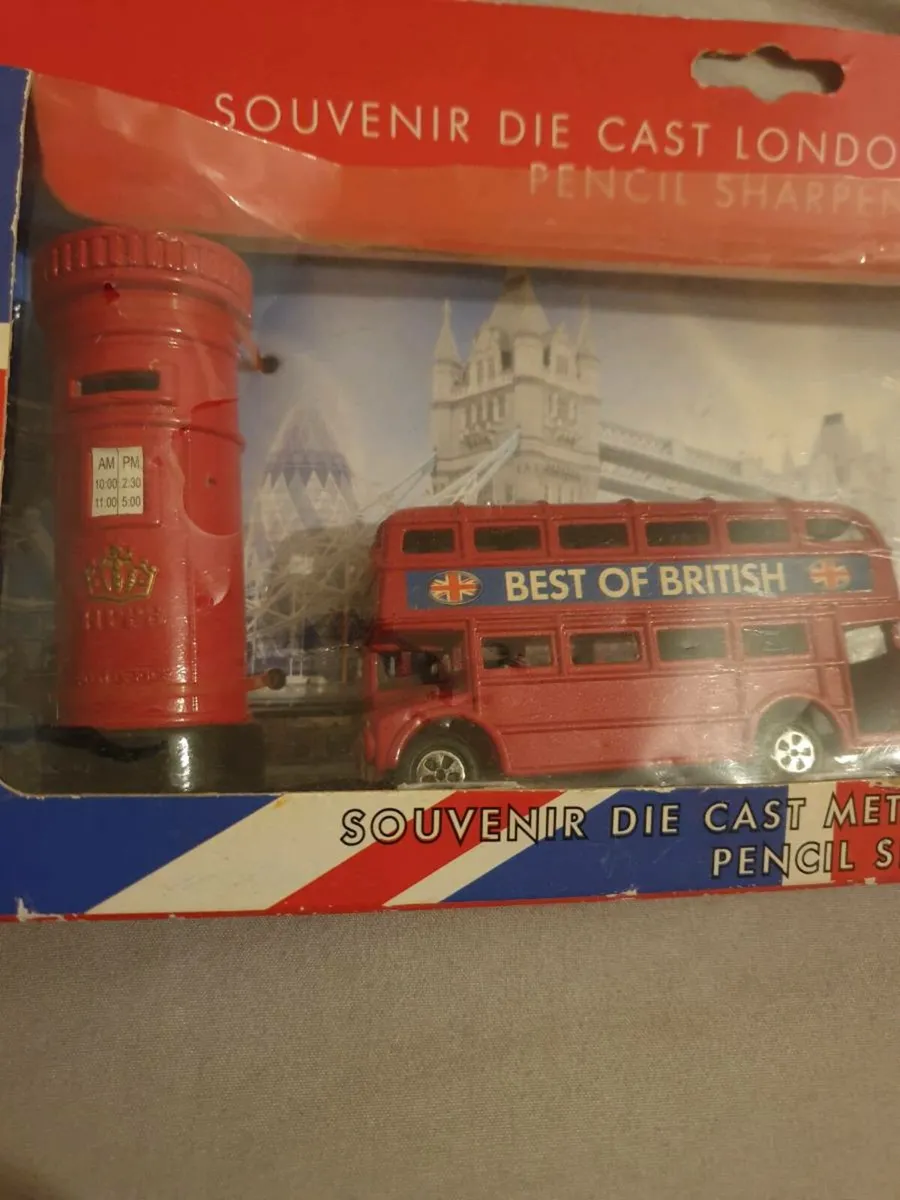 SOUVENIR DIE CAST LONDO
PENCIL SHARPEN
AM PM
10:00 2:30
11:00 5:00
BEST OF BRITISH
SOUVENIR DIE CAST MET
PENCIL S